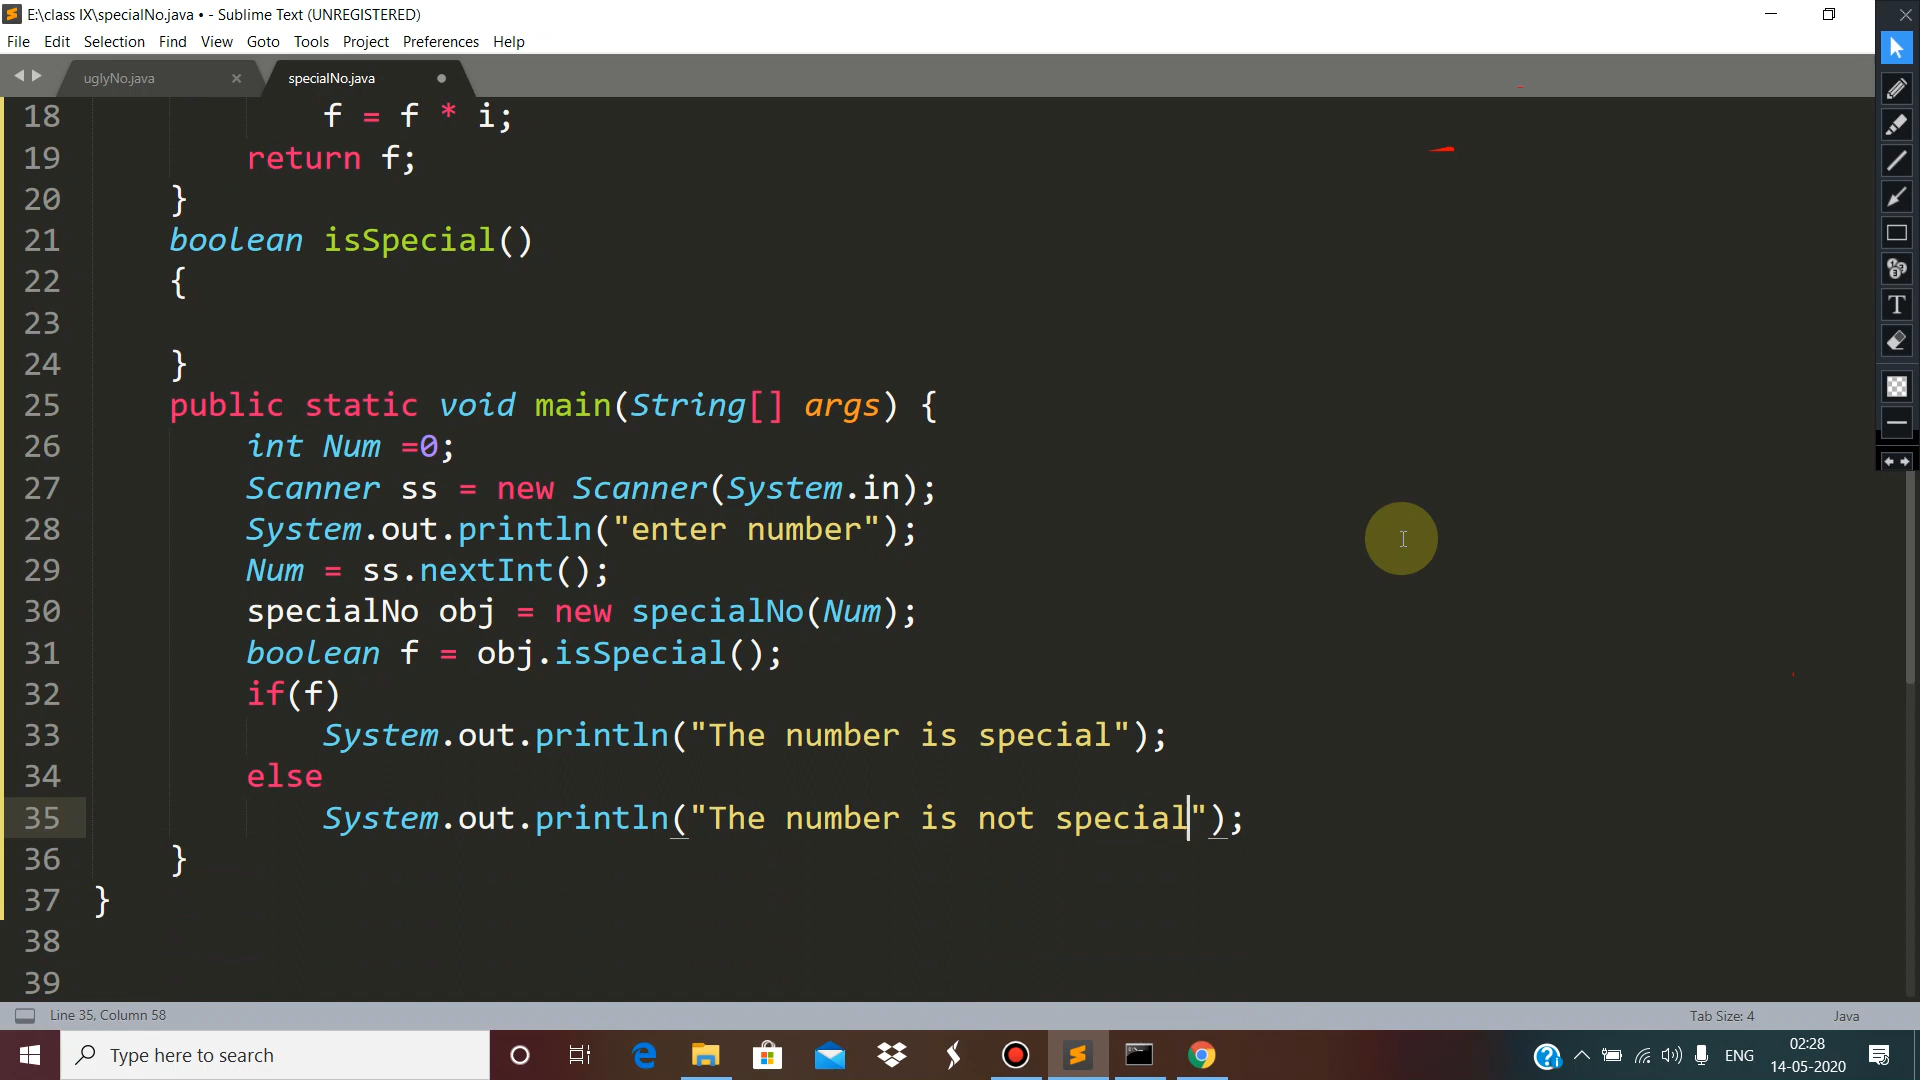 E:\class IX\specialNo.java • - Sublime Text (UNREGISTERED)
File Edit Selection Find View Goto Tools Project Preferences Help
uglyNo.java specialNo.java
18 f = f * i;
19 return f;
20 }
21 boolean isSpecial()
22 {
23
24 }
25 public static void main(String[] args) {
26 int Num =0;
27 Scanner ss = new Scanner(System.in);
28 System.out.println("enter number");
29 Num = ss.nextInt();
30 specialNo obj = new specialNo(Num);
31 boolean f = obj.isSpecial();
32 if(f)
33 System.out.println("The number is special");
34 else
35 System.out.println("The number is not special");
36 }
37 }
38
39
Line 35, Column 58 Tab Size: 4 Java
Type here to search ENG 02:28
14-05-2020